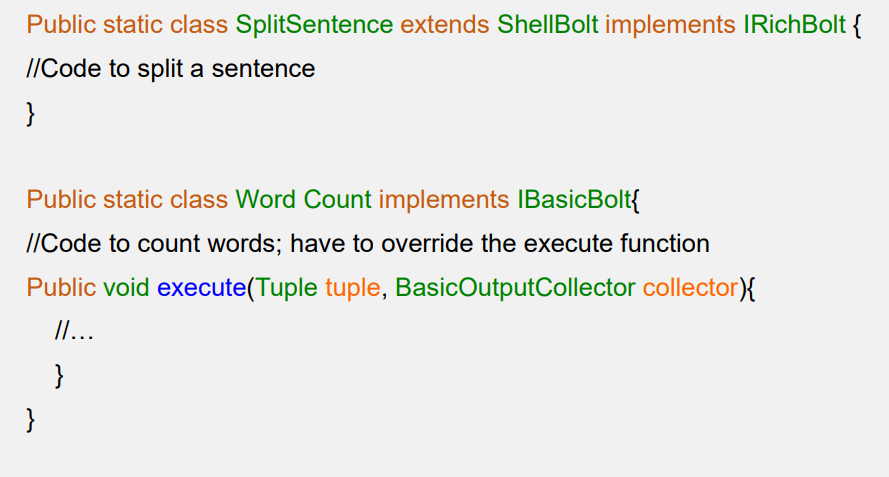 Public static class SplitSentence extends ShellBolt implements IRichBolt {
//Code to split a sentence
}
Public static class Word Count implements IBasicBolt{
//Code to count words; have to override the execute function
Public void execute(Tuple tuple, BasicOutputCollector collector){
//…
}
}